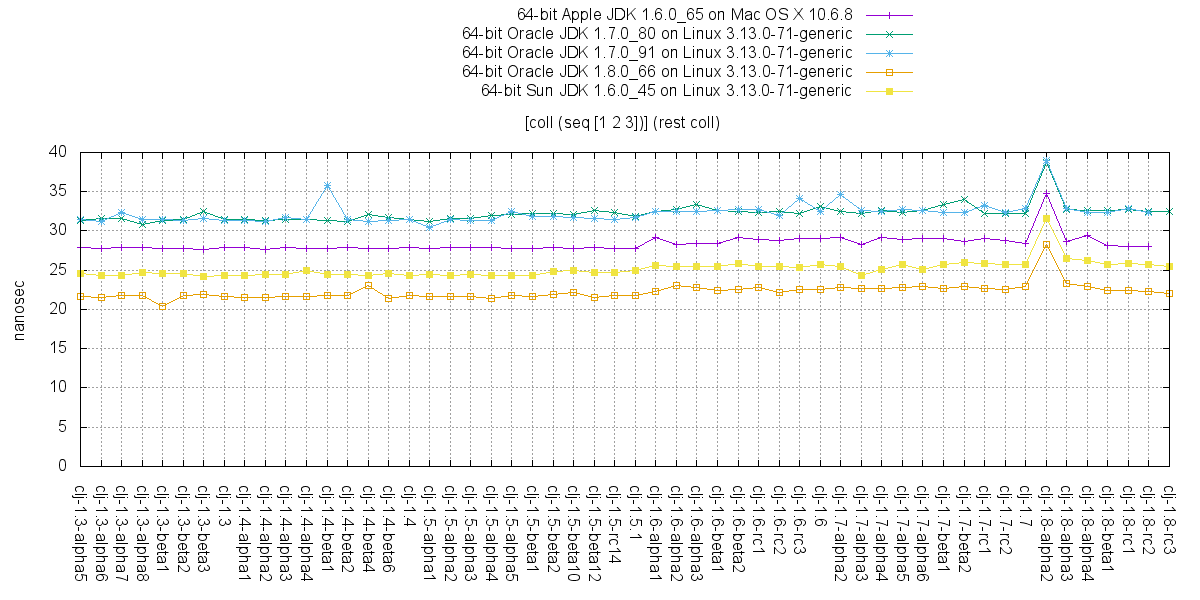 64-bit Apple JDK 1.6.0_65 on Mac OS X 10.6.8
64-bit Oracle JDK 1.7.0_80 on Linux 3.13.0-71-generic
64-bit Oracle JDK 1.7.0_91 on Linux 3.13.0-71-generic
64-bit Oracle JDK 1.8.0_66 on Linux 3.13.0-71-generic
64-bit Sun JDK 1.6.0_45 on Linux 3.13.0-71-generic
[coll (seq [1 2 3])] (rest coll)
40
35
30
25
20
15
10
5
0
nanosec
clj-1.3-alpha5
clj-1.3-alpha6
clj-1.3-alpha7
clj-1.3-alpha8
clj-1.3-beta1
clj-1.3-beta2
clj-1.3-beta3
clj-1.3
clj-1.4-alpha1
clj-1.4-alpha2
clj-1.4-alpha3
clj-1.4-alpha4
clj-1.4-beta1
clj-1.4-beta2
clj-1.4-beta4
clj-1.4-beta6
clj-1.4
clj-1.5-alpha1
clj-1.5-alpha2
clj-1.5-alpha3
clj-1.5-alpha4
clj-1.5-alpha5
clj-1.5-beta1
clj-1.5-beta2
clj-1.5-beta10
clj-1.5-beta12
clj-1.5-rc14
clj-1.5.1
clj-1.6-alpha1
clj-1.6-alpha2
clj-1.6-alpha3
clj-1.6-beta1
clj-1.6-beta2
clj-1.6-rc1
clj-1.6-rc2
clj-1.6-rc3
clj-1.6
clj-1.7-alpha2
clj-1.7-alpha3
clj-1.7-alpha4
clj-1.7-alpha5
clj-1.7-alpha6
clj-1.7-beta1
clj-1.7-beta2
clj-1.7-rc1
clj-1.7-rc2
clj-1.7
clj-1.8-alpha2
clj-1.8-alpha3
clj-1.8-alpha4
clj-1.8-beta1
clj-1.8-rc1
clj-1.8-rc2
clj-1.8-rc3